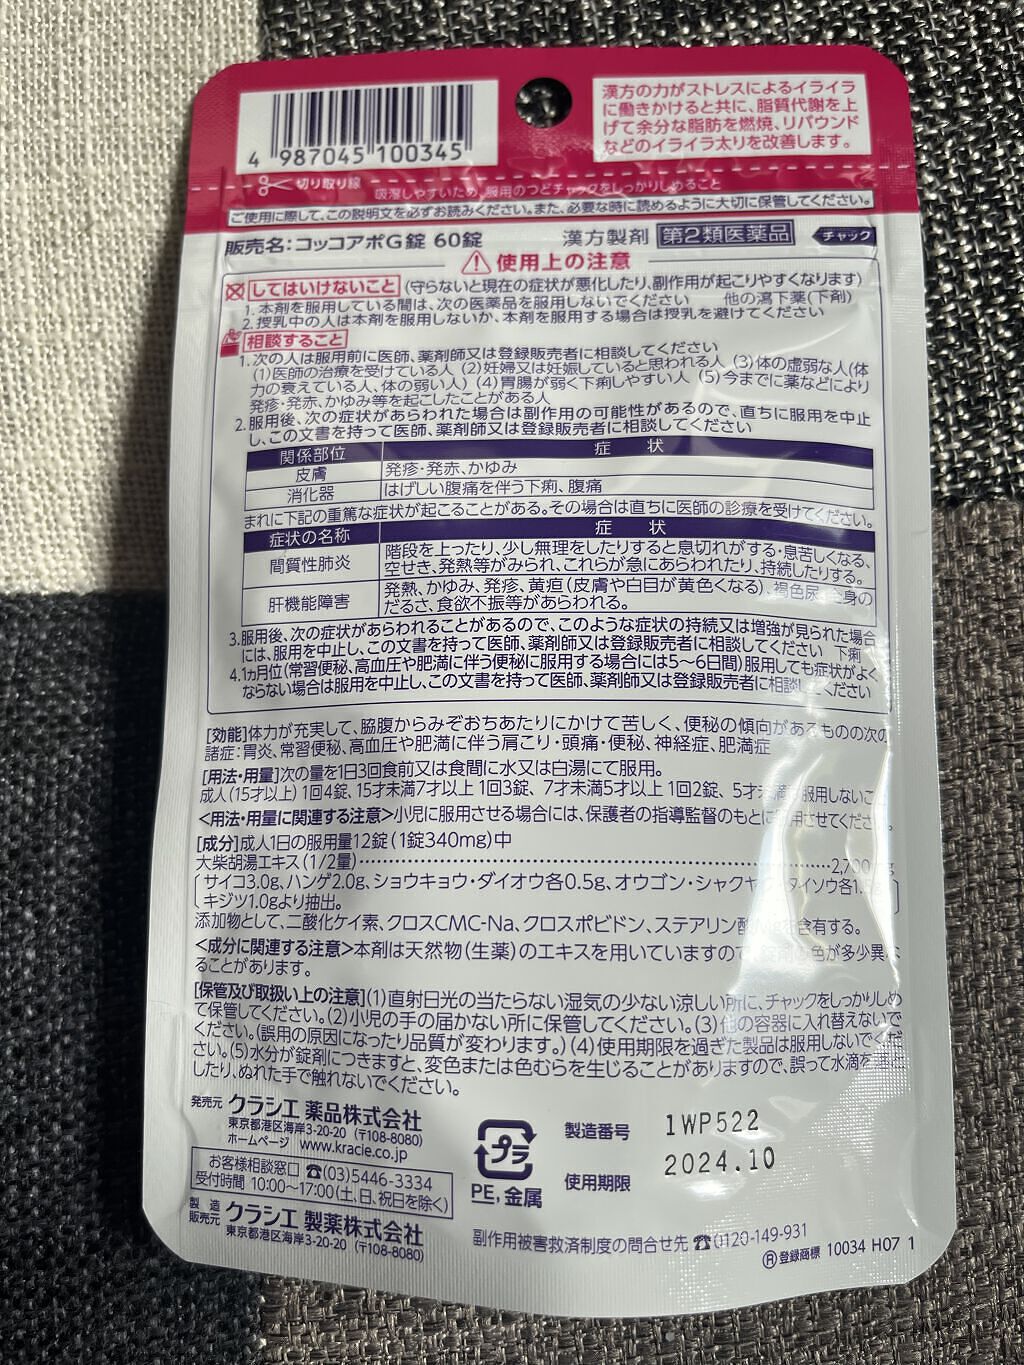 漢方の力がストレスによるイライラ
に働きかけると共に、脂質代謝を上
げて余分な脂肪を燃焼、リバウンド
などのイライラ太りを改善します。
4 987045 100345
切り取り線
吸湿しやすいため、服用のつどチャックをしっかりしめること
ご使用に際して、この説明文を必ずお読みください。また、必要な時に読めるように大切に保管してください。
販売名:コッコアポG錠 60錠 漢方製剤 第2類医薬品 チャック
使用上の注意
してはいけないこと (守らないと現在の症状が悪化したり、副作用が起こりやすくなります)
1. 本剤を服用している間は、次の医薬品を服用しないでください 他の瀉下薬(下剤)
2. 授乳中の人は本剤を服用しないか、本剤を服用する場合は授乳を避けてください
相談すること
1. 次の人は服用前に医師、薬剤師又は登録販売者に相談してください
(1)医師の治療を受けている人 (2)妊婦又は妊娠していると思われる人 (3)体の虚弱な人(体
力の衰えている人、体の弱い人) (4)胃腸が弱く下痢しやすい人 (5)今までに薬などにより
発疹・発赤、かゆみ等を起こしたことがある人
2. 服用後、次の症状があらわれた場合は副作用の可能性があるので、直ちに服用を中止
し、この文書を持って医師、薬剤師又は登録販売者に相談してください
関係部位 症状
皮膚 発疹・発赤、かゆみ
消化器 はげしい腹痛を伴う下痢、腹痛
まれに下記の重篤な症状が起こることがある。その場合は直ちに医師の診療を受けてください。
症状の名称 症状
間質性肺炎 階段を上ったり、少し無理をしたりすると息切れがする・息苦しくなる、
空せき、発熱等がみられ、これらが急にあらわれたり、持続したりする。
肝機能障害 発熱、かゆみ、発疹、黄疸(皮膚や白目が黄色くなる)、褐色尿、全身の
だるさ、食欲不振等があらわれる。
3. 服用後、次の症状があらわれることがあるので、このような症状の持続又は増強が見られた場合
には、服用を中止し、この文書を持って医師、薬剤師又は登録販売者に相談してください 下痢
4. 1ヵ月位(常習便秘、高血圧や肥満に伴う便秘に服用する場合には5〜6日間)服用しても症状がよく
ならない場合は服用を中止し、この文書を持って医師、薬剤師又は登録販売者に相談してください
[効能]体力が充実して、脇腹からみぞおちあたりにかけて苦しく、便秘の傾向があるものの次の
諸症:胃炎、常習便秘、高血圧や肥満に伴う肩こり・頭痛・便秘、神経症、肥満症
[用法・用量]次の量を1日3回食前又は食間に水又は白湯にて服用。
成人(15才以上) 1回4錠、15才未満7才以上 1回3錠、7才未満5才以上 1回2錠、5才未満 服用しないこ
<用法・用量に関連する注意>小児に服用させる場合には、保護者の指導監督のもとに服用させてくださ
[成分]成人1日の服用量12錠(1錠340mg)中
大柴胡湯エキス(1/2量)…………2,700
サイコ3.0g、ハンゲ2.0g、ショウキョウ・ダイオウ各0.5g、オウゴン・シャクヤク・タイソウ各1.5g
キジツ1.0gより抽出。
添加物として、二酸化ケイ素、クロスCMC-Na、クロスポビドン、ステアリン酸Mgを含有する。
<成分に関連する注意>本剤は天然物(生薬)のエキスを用いていますので、錠剤の色が多少異な
ることがあります。
[保管及び取扱い上の注意](1)直射日光の当たらない湿気の少ない涼しい所に、チャックをしっかりしめ
て保管してください。(2)小児の手の届かない所に保管してください。(3)他の容器に入れ替えないで
ください。(誤用の原因になったり品質が変わります。)(4)使用期限を過ぎた製品は服用しないでくだ
さい。(5)水分が錠剤につきますと、変色または色むらを生じることがありますので、誤って水滴を落と
したり、ぬれた手で触れないでください。
発売元 クラシエ薬品株式会社
東京都港区海岸3-20-20 (〒108-8080)
ホームページ www.kracie.co.jp
お客様相談窓口 ☎(03)5446-3334
受付時間 10:00〜17:00(土、日、祝日を除く)
製造販売元 クラシエ製薬株式会社
東京都港区海岸3-20-20 (〒108-8080)
プラ
PE, 金属
製造番号 1WP522
使用期限 2024.10
副作用被害救済制度の問合せ先 ☎0120-149-931
Ⓡ登録商標 10034 H07 1